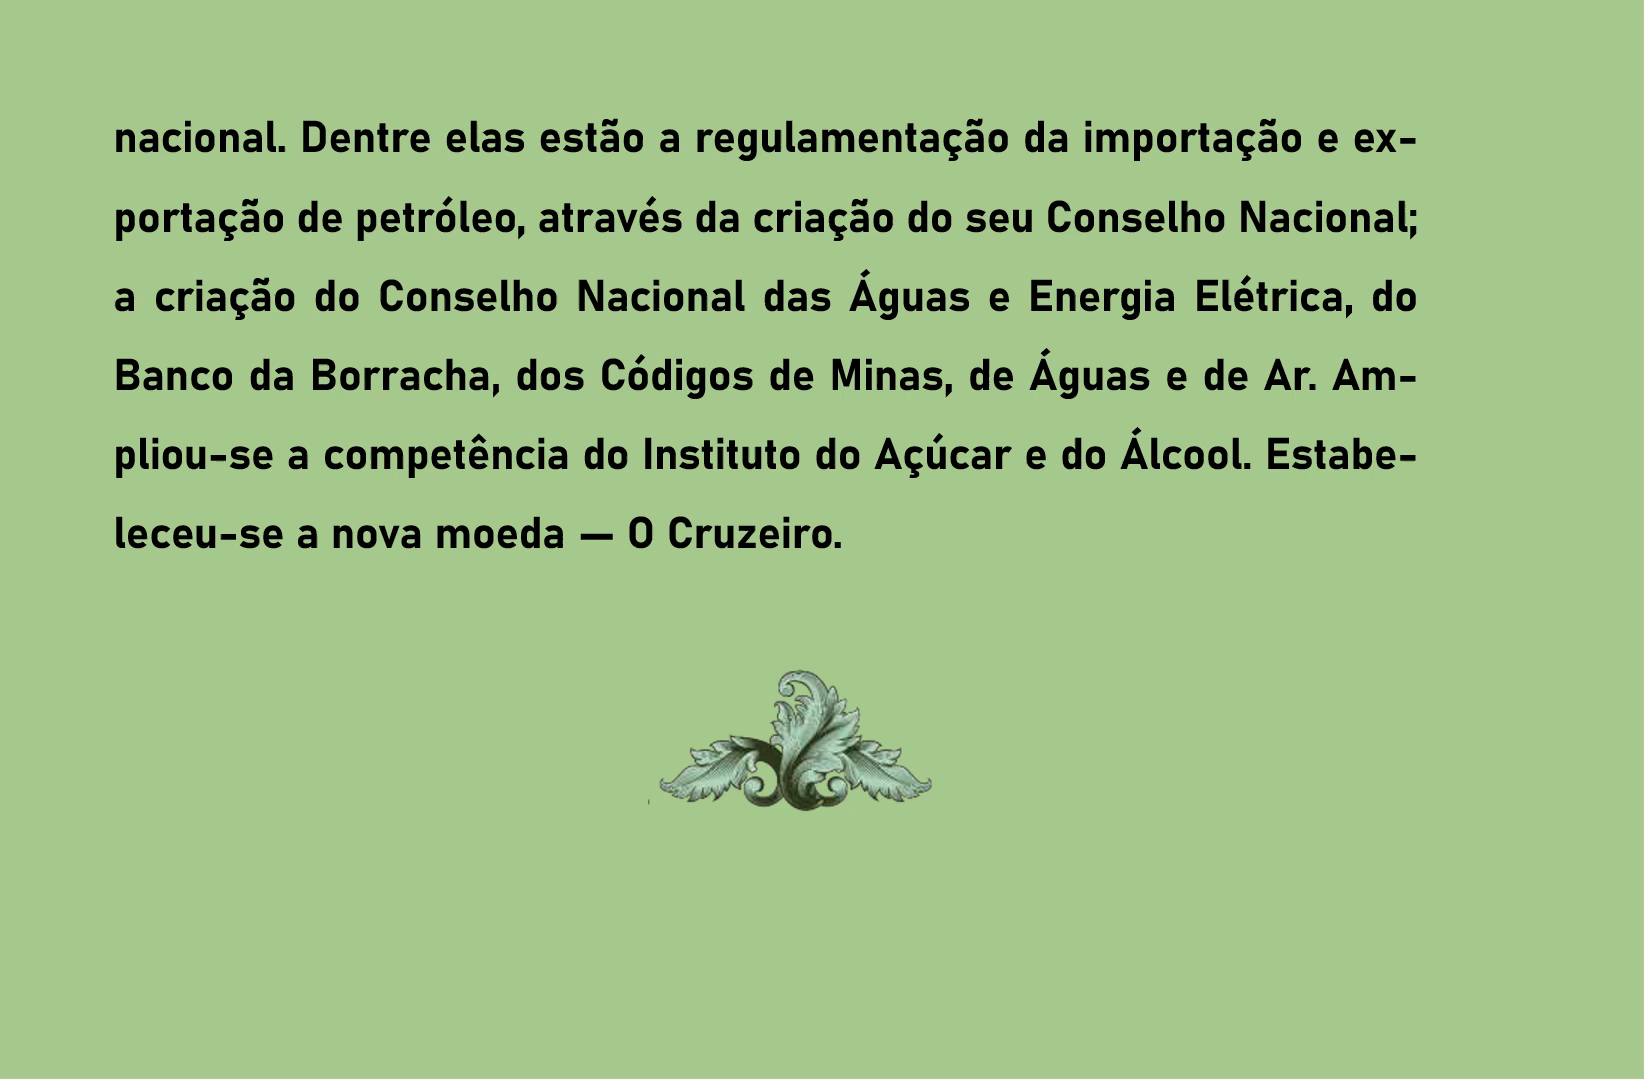 nacional. Dentre elas estão a regulamentação da importação e ex-
portação de petróleo, através da criação do seu Conselho Nacional;
a criação do Conselho Nacional das Águas e Energia Elétrica, do
Banco da Borracha, dos Códigos de Minas, de Águas e de Ar. Am-
pliou-se a competência do Instituto do Açúcar e do Álcool. Estabe-
leceu-se a nova moeda — O Cruzeiro.